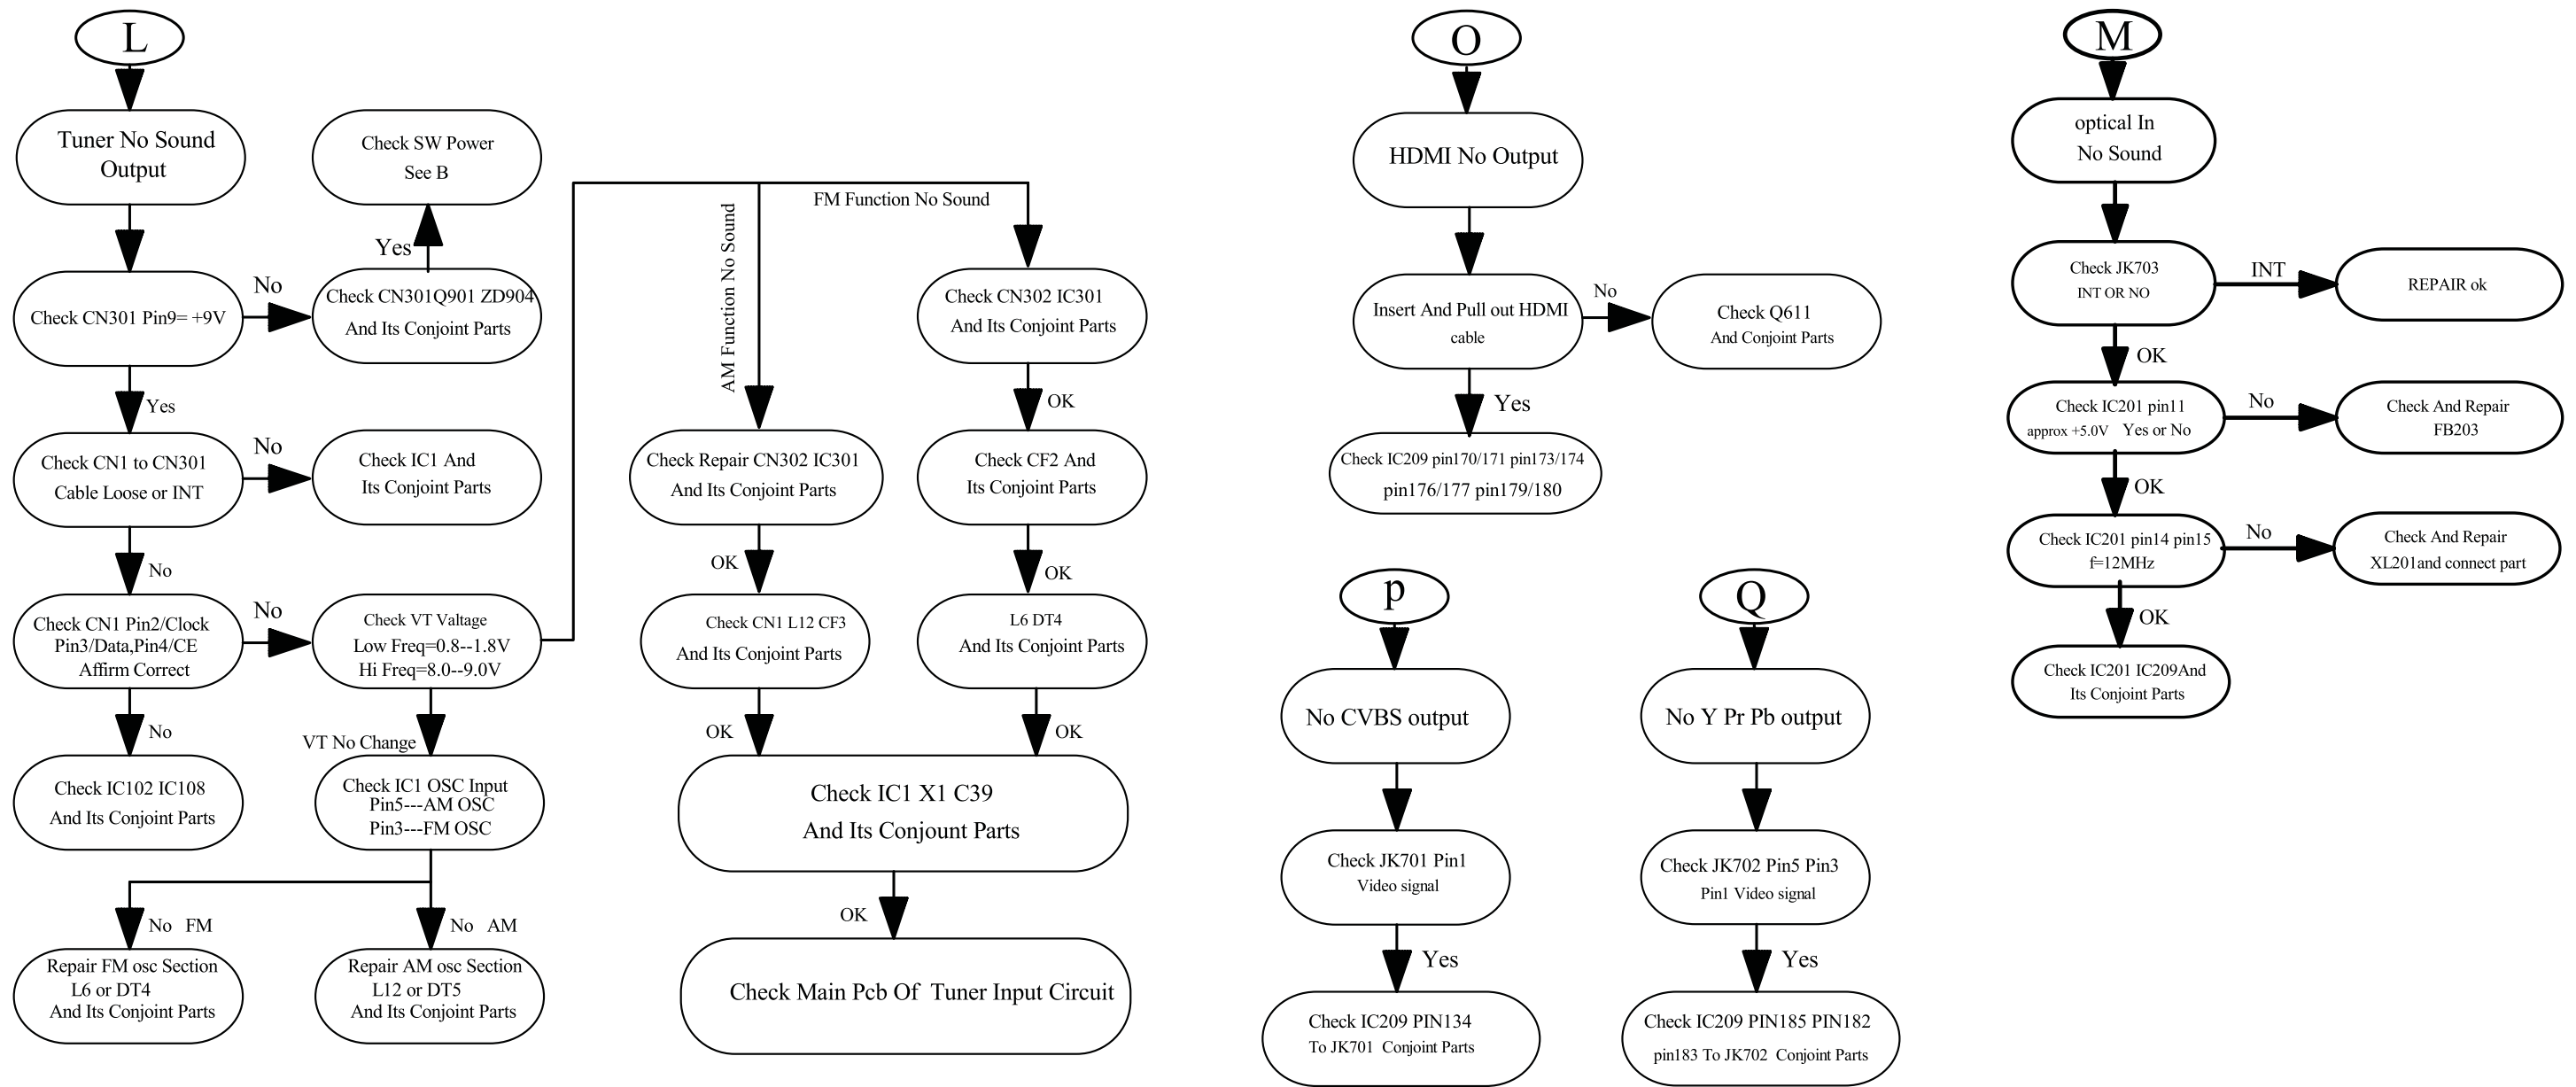 L
Tuner No Sound
Output
Check SW Power
See B
Yes
Check CN301 Pin9= +9V
No
Check CN301Q901 ZD904
And Its Conjoint Parts
Yes
Check CN1 to CN301
Cable Loose or INT
No
Check IC1 And
Its Conjoint Parts
No
Check CN1 Pin2/Clock
Pin3/Data,Pin4/CE
Affirm Correct
No
Check VT Valtage
Low Freq=0.8--1.8V
Hi Freq=8.0--9.0V
No
VT No Change
Check IC102 IC108
And Its Conjoint Parts
Check IC1 OSC Input
Pin5---AM OSC
Pin3---FM OSC
No FM
No AM
Repair FM osc Section
L6 or DT4
And Its Conjoint Parts
Repair AM osc Section
L12 or DT5
And Its Conjoint Parts
AM Function No Sound
FM Function No Sound
Check CN302 IC301
And Its Conjoint Parts
OK
Check Repair CN302 IC301
And Its Conjoint Parts
Check CF2 And
Its Conjoint Parts
OK
OK
Check CN1 L12 CF3
And Its Conjoint Parts
L6 DT4
And Its Conjoint Parts
OK
OK
Check IC1 X1 C39
And Its Conjount Parts
OK
Check Main Pcb Of Tuner Input Circuit
O
HDMI No Output
Insert And Pull out HDMI
cable
No
Check Q611
And Conjoint Parts
Yes
Check IC209 pin170/171 pin173/174
pin176/177 pin179/180
p
No CVBS output
Check JK701 Pin1
Video signal
Yes
Check IC209 PIN134
To JK701 Conjoint Parts
Q
No Y Pr Pb output
Check JK702 Pin5 Pin3
Pin1 Video signal
Yes
Check IC209 PIN185 PIN182
pin183 To JK702 Conjoint Parts
M
optical In
No Sound
Check JK703
INT OR NO
INT
REPAIR ok
OK
Check IC201 pin11
approx +5.0V Yes or No
No
Check And Repair
FB203
OK
Check IC201 pin14 pin15
f=12MHz
No
Check And Repair
XL201and connect part
OK
Check IC201 IC209And
Its Conjoint Parts